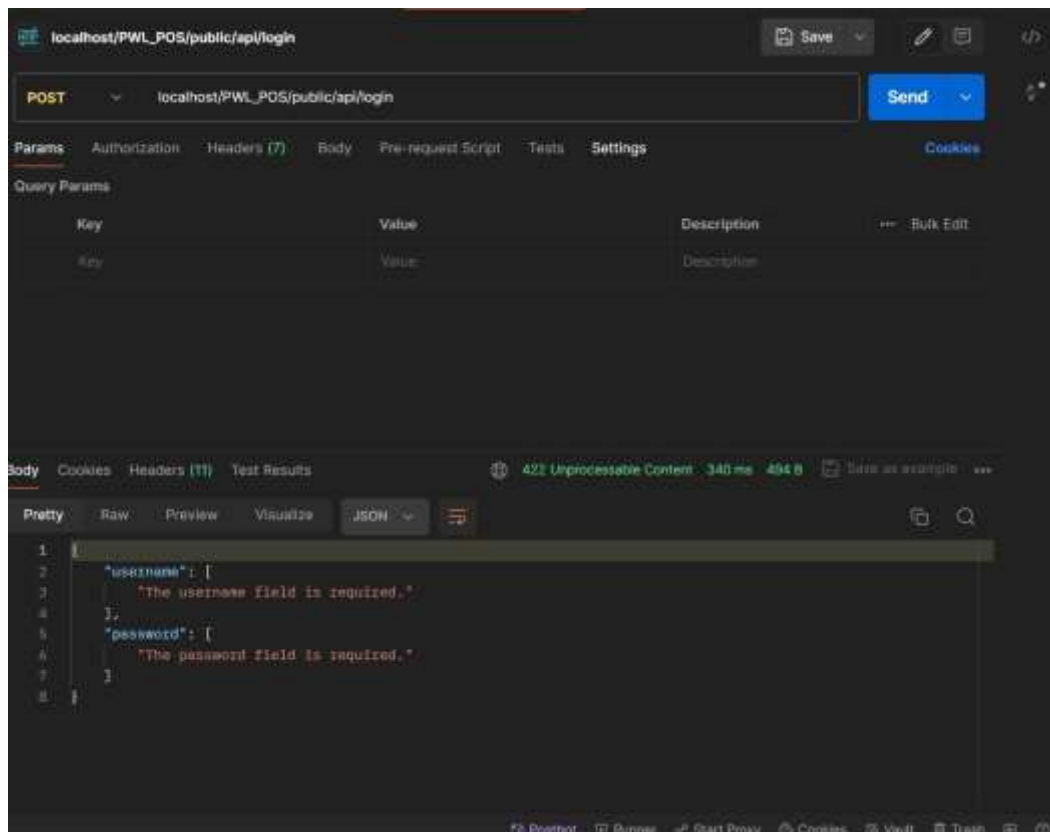 localhost/PWL_POS/public/api/login
Save
POST localhost/PWL_POS/public/api/login Send
Params Authorization Headers (7) Body Pre-request Script Tests Settings Cookies
Query Params
Key Value Description ••• Bulk Edit
Key Value Description
Body Cookies Headers (11) Test Results 422 Unprocessable Content 340 ms 494 B Save as example •••
Pretty Raw Preview Visualize JSON
1 {
2 "username": [
3 "The username field is required."
4 ],
5 "password": [
6 "The password field is required."
7 ]
8 }
Postbot Runner Start Proxy Cookies Vault Trash